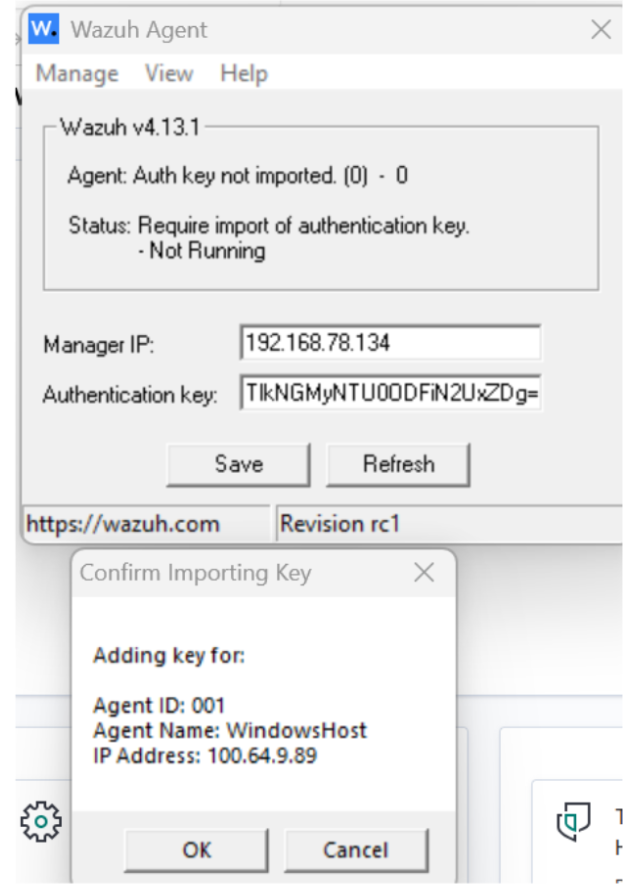 W. Wazuh Agent
Manage View Help
Wazuh v4.13.1
Agent: Auth key not imported. (0) - 0
Status: Require import of authentication key.
- Not Running
Manager IP: 192.168.78.134
Authentication key: TlkNGMyNTU0ODFiN2UxZDg=
Save Refresh
https://wazuh.com Revision rc1
Confirm Importing Key
Adding key for:
Agent ID: 001
Agent Name: WindowsHost
IP Address: 100.64.9.89
OK Cancel